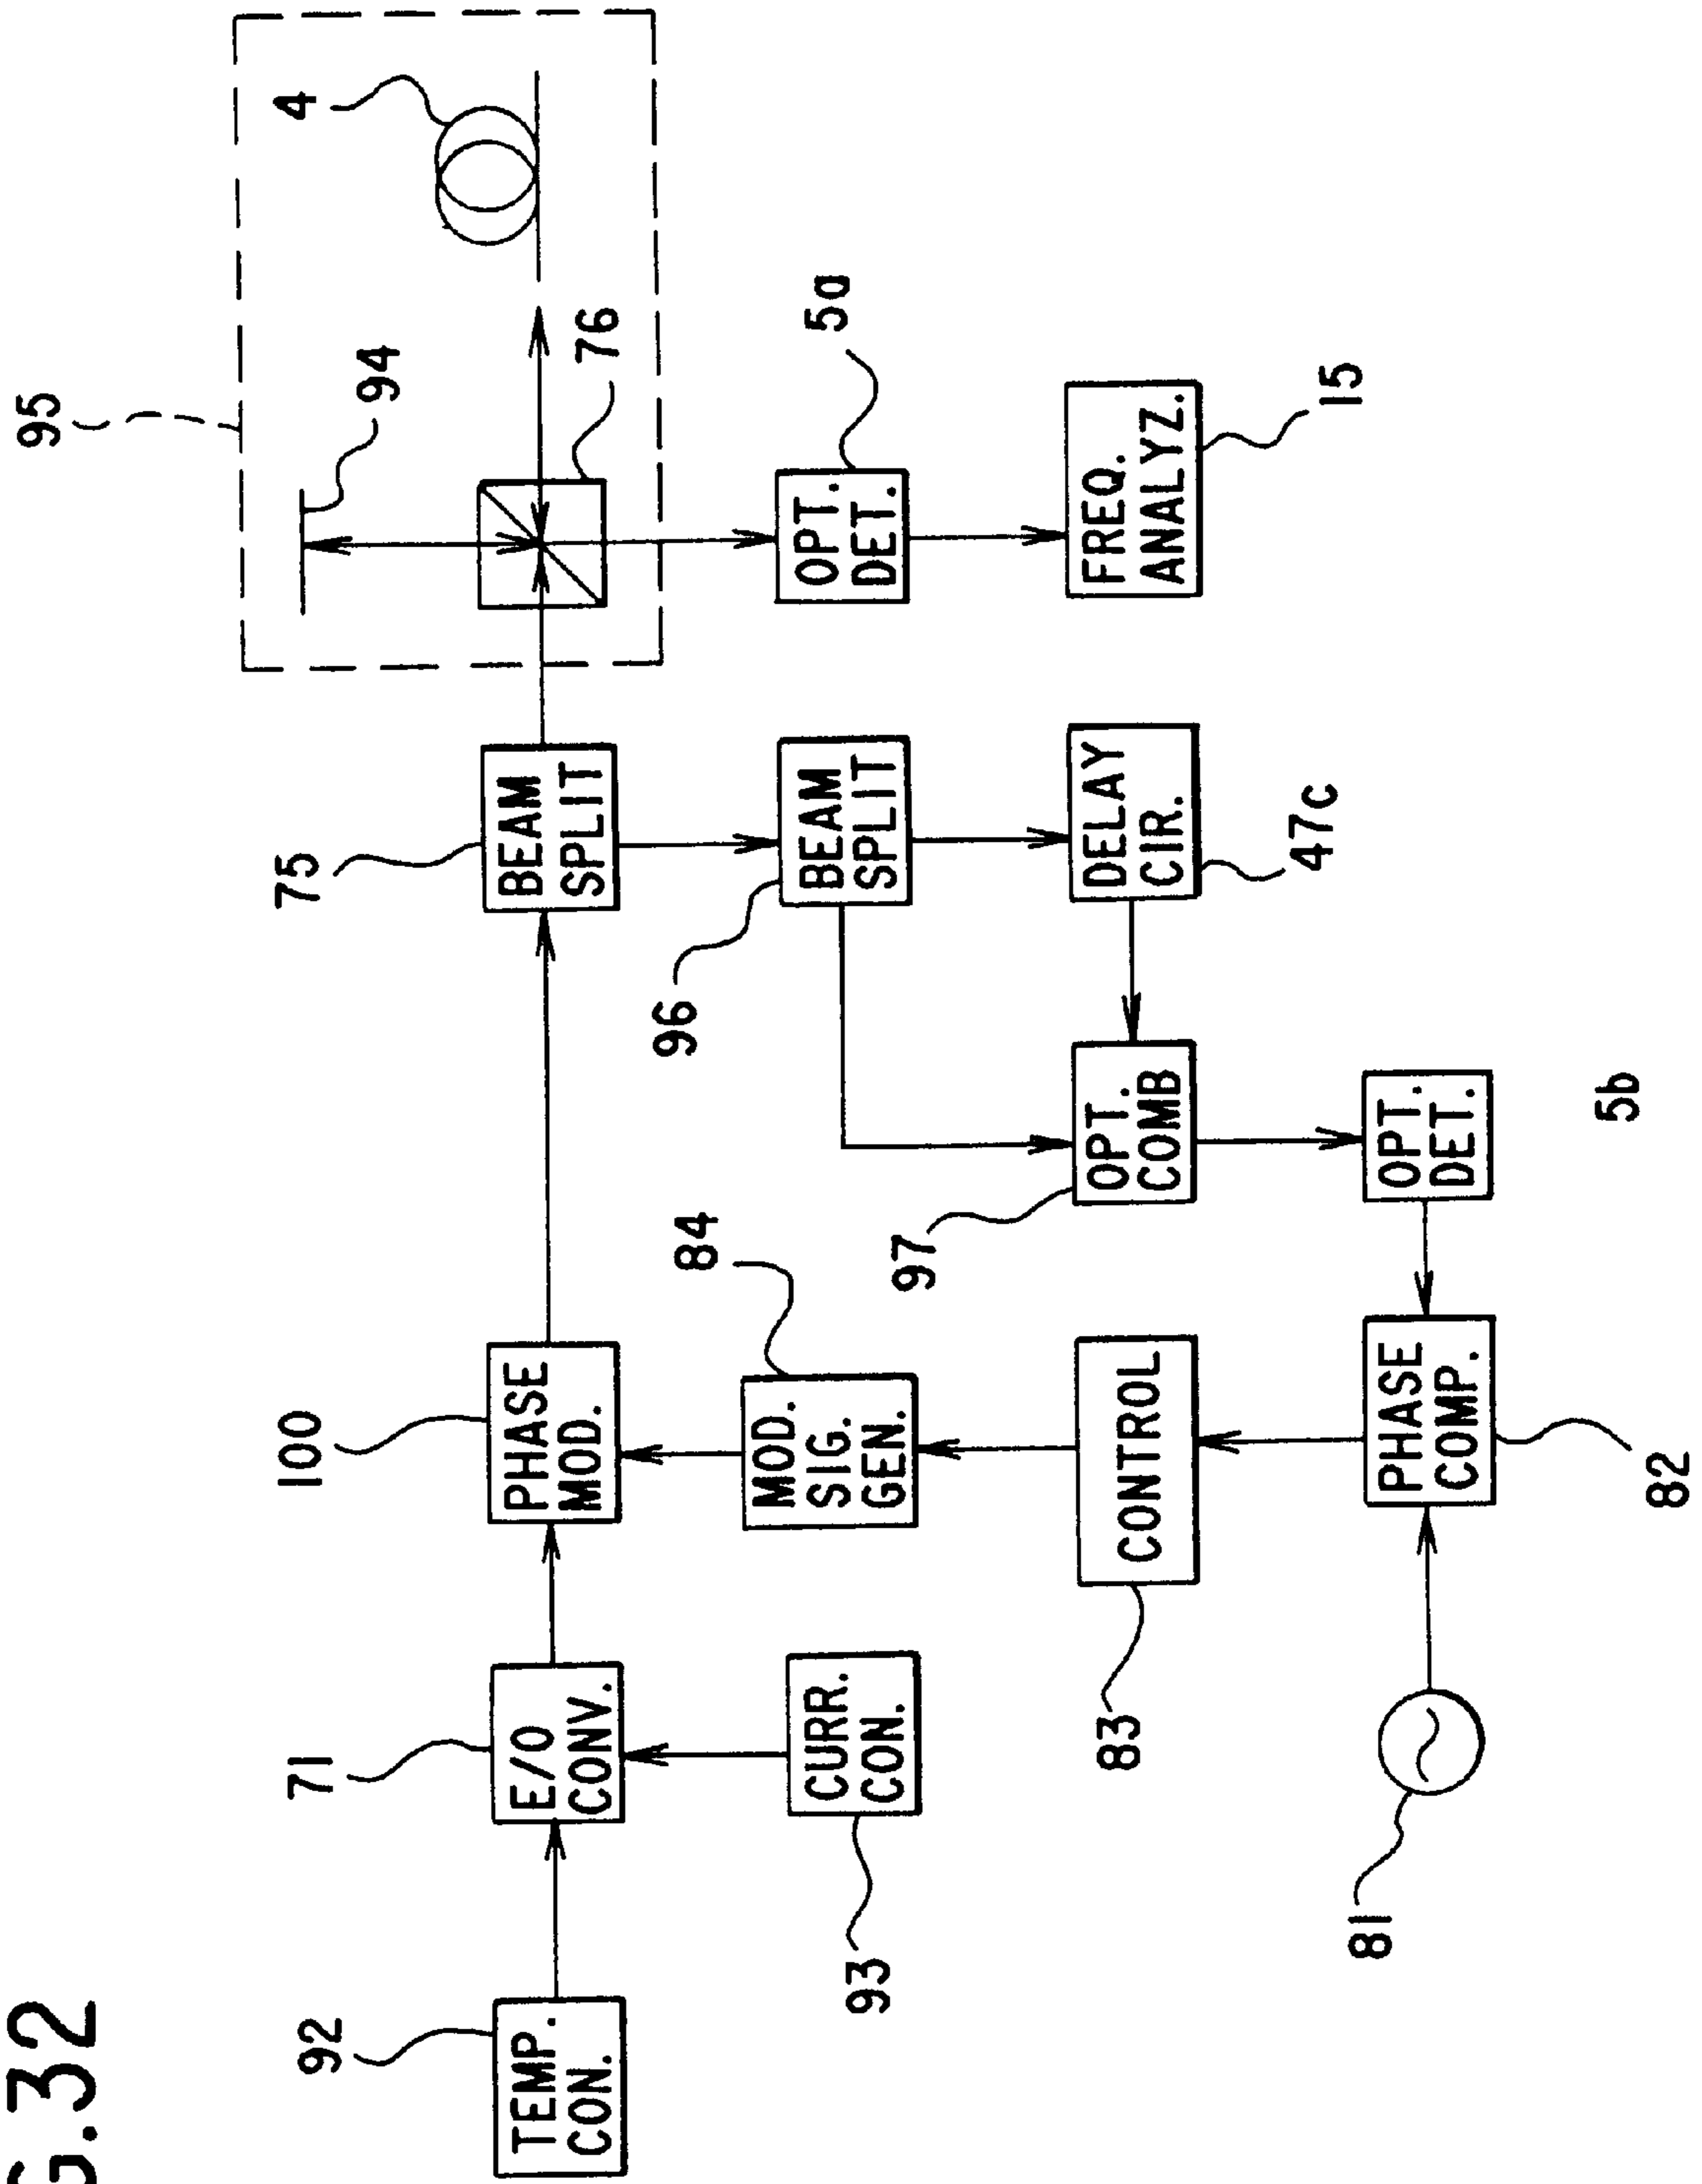 G.32
95
94
4
76
5a
OPT.
DET.
FREQ.
ANALYZ.
15
75
BEAM
SPLIT
BEAM
SPLIT
96
DELAY
CIR.
47c
OPT.
COMB
97
OPT.
DET.
5b
100
PHASE
MOD.
84
MOD.
SIG.
GEN.
CONTROL
83
PHASE
COMP.
82
81
71
E/O
CONV.
CURR.
CON.
93
92
TEMP.
CON.